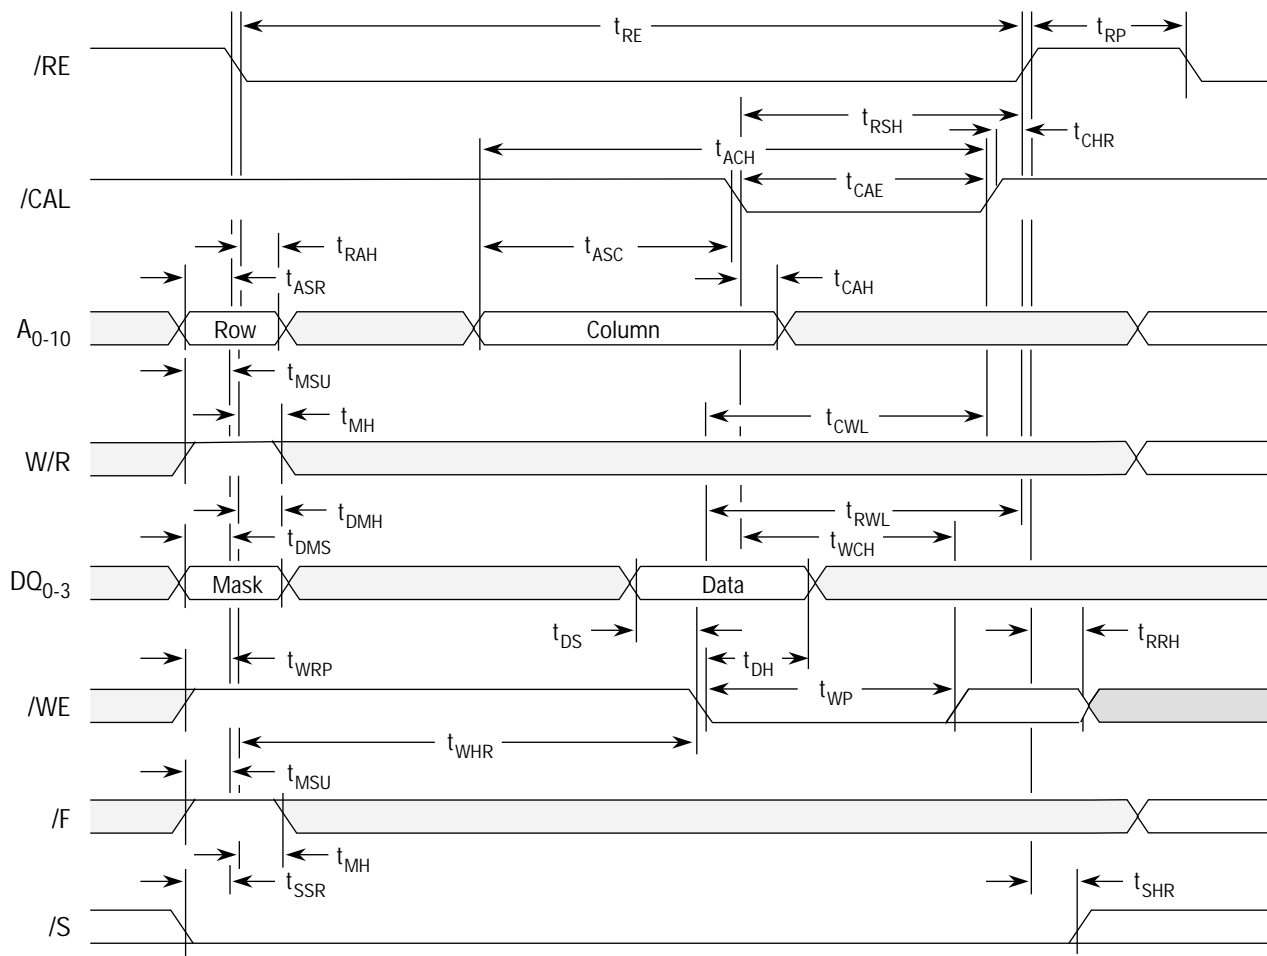 t_RE
t_RP
/RE
t_RSH
t_CHR
t_ACH
/CAL
t_CAE
t_RAH
t_ASC
t_ASR
t_CAH
A_0-10
Row
Column
t_MSU
t_MH
t_CWL
W/R
t_DMH
t_RWL
t_DMS
t_WCH
DQ_0-3
Mask
Data
t_DS
t_DH
t_RRH
t_WRP
t_WP
/WE
t_WHR
t_MSU
/F
t_MH
t_SSR
t_SHR
/S